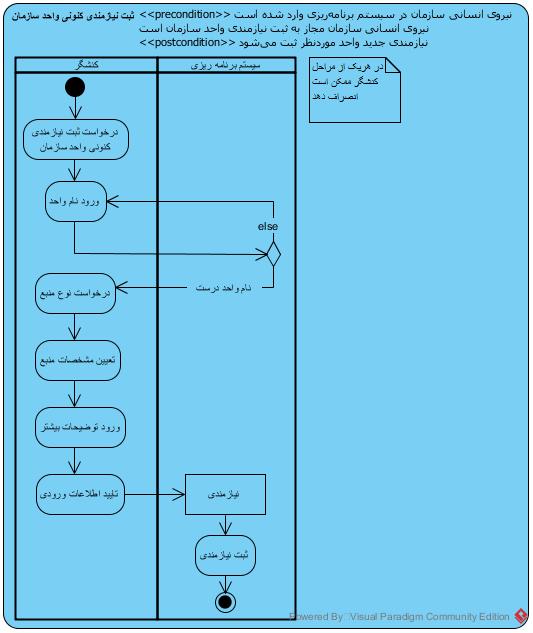 ثبت نیازمندی کنونی واحد سازمان <<precondition>> نیروی انسانی سازمان در سیستم برنامه‌ریزی وارد شده است
نیروی انسانی سازمان مجاز به ثبت نیازمندی واحد سازمان است
<<postcondition>> نیازمندی جدید واحد موردنظر ثبت می‌شود
کنشگر
سیستم برنامه ریزی
در هریک از مراحل
کنشگر ممکن است
انصراف دهد
درخواست ثبت نیازمندی
کنونی واحد سازمان
ورود نام واحد
else
نام واحد درست
درخواست نوع منبع
تعیین مشخصات منبع
ورود توضیحات بیشتر
تایید اطلاعات ورودی
نیازمندی
ثبت نیازمندی
Powered By Visual Paradigm Community Edition